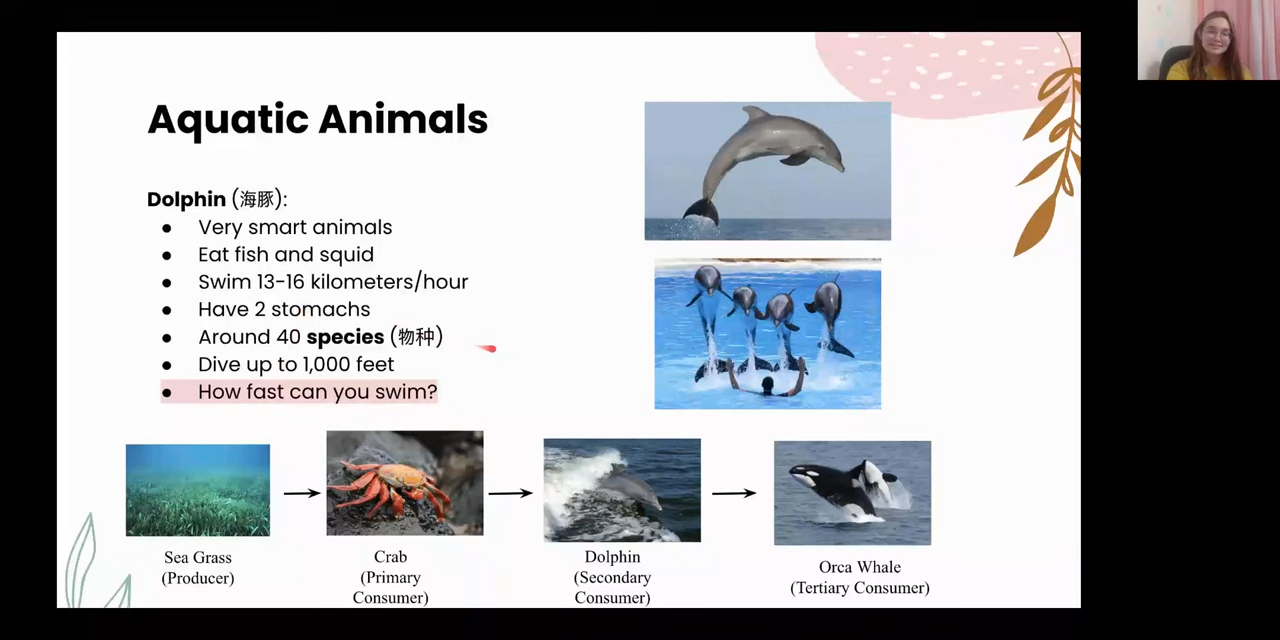 Aquatic Animals
Dolphin (海豚):
● Very smart animals
● Eat fish and squid
● Swim 13-16 kilometers/hour
● Have 2 stomachs
● Around 40 species (物种)
● Dive up to 1,000 feet
● How fast can you swim?
Sea Grass
(Producer)
Crab
(Primary
Consumer)
Dolphin
(Secondary
Consumer)
Orca Whale
(Tertiary Consumer)